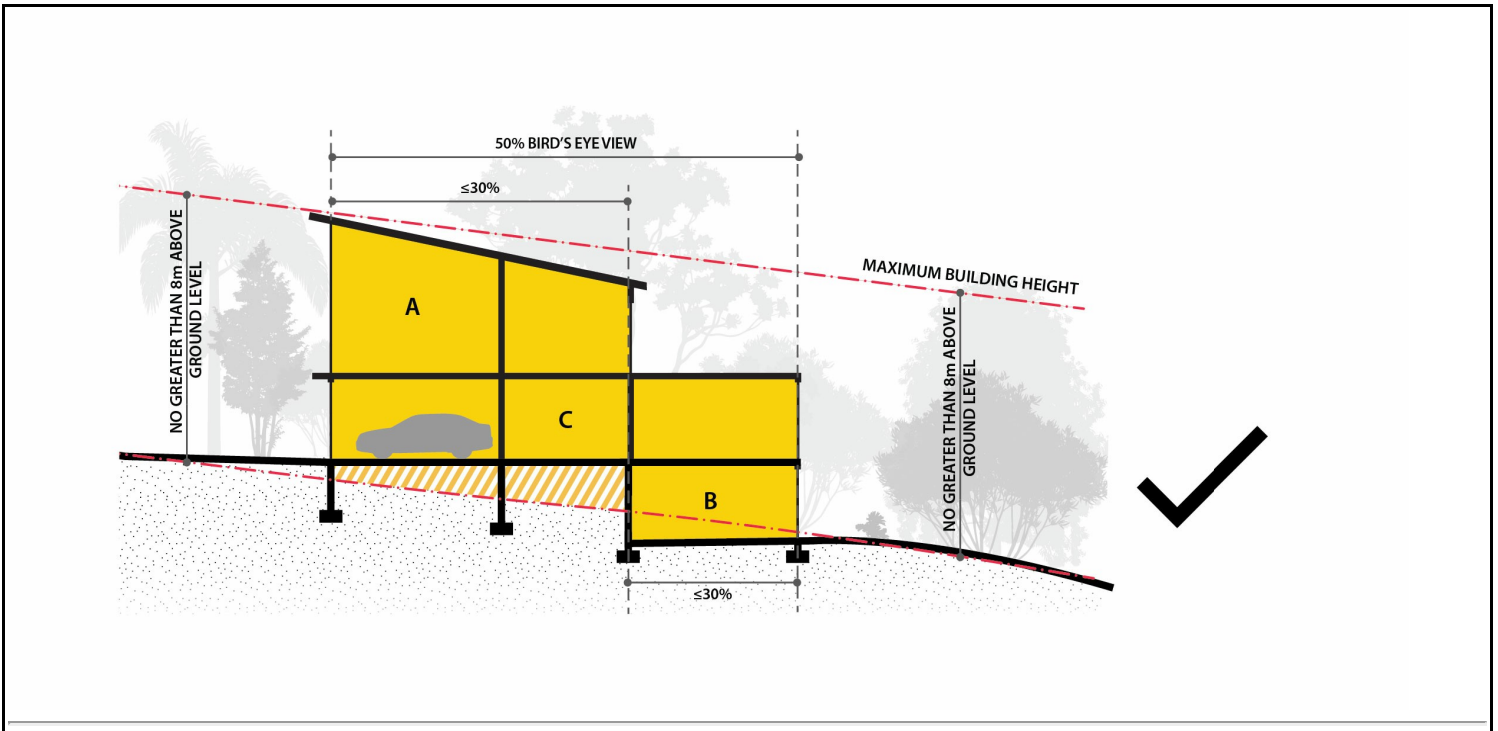 50% BIRD'S EYE VIEW
≤30%
NO GREATER THAN 8m ABOVE
GROUND LEVEL
MAXIMUM BUILDING HEIGHT
A
NO GREATER THAN 8m ABOVE
GROUND LEVEL
C
B
≤30%